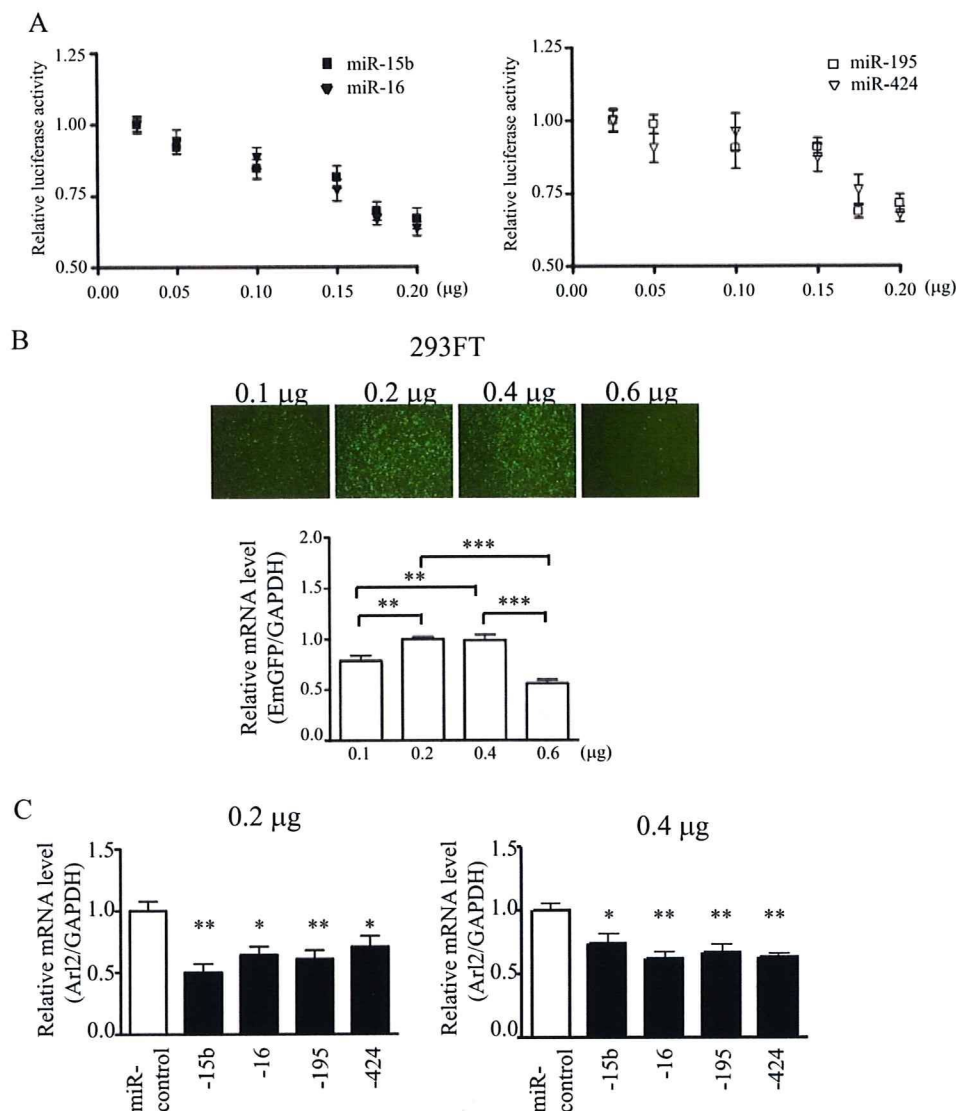 A
Relative luciferase activity
1.25
1.00
0.75
0.50
0.00
0.05
0.10
0.15
0.20
(μg)
miR-15b
miR-16
Relative luciferase activity
1.25
1.00
0.75
0.50
0.00
0.05
0.10
0.15
0.20
(μg)
miR-195
miR-424
B
293FT
0.1 μg
0.2 μg
0.4 μg
0.6 μg
Relative mRNA level
(EmGFP/GAPDH)
2.0
1.5
1.0
0.5
0.0
***
**
**
***
0.1
0.2
0.4
0.6
(μg)
C
0.2 μg
Relative mRNA level
(Arl2/GAPDH)
1.5
1.0
0.5
0.0
**
*
**
*
miR-
control
-15b
-16
-195
-424
0.4 μg
Relative mRNA level
(Arl2/GAPDH)
1.5
1.0
0.5
0.0
*
**
**
**
miR-
control
-15b
-16
-195
-424